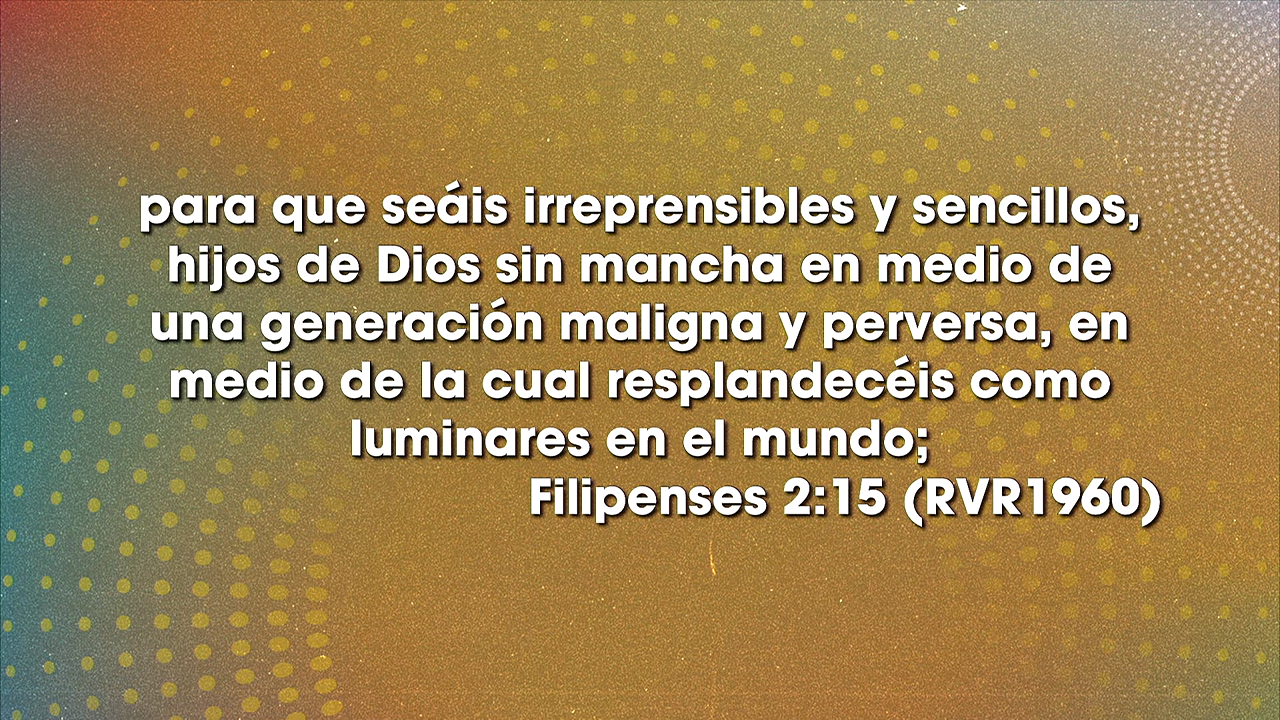 para que seáis irreprensibles y sencillos,
hijos de Dios sin mancha en medio de
una generación maligna y perversa, en
medio de la cual resplandecéis como
luminares en el mundo;
Filipenses 2:15 (RVR1960)